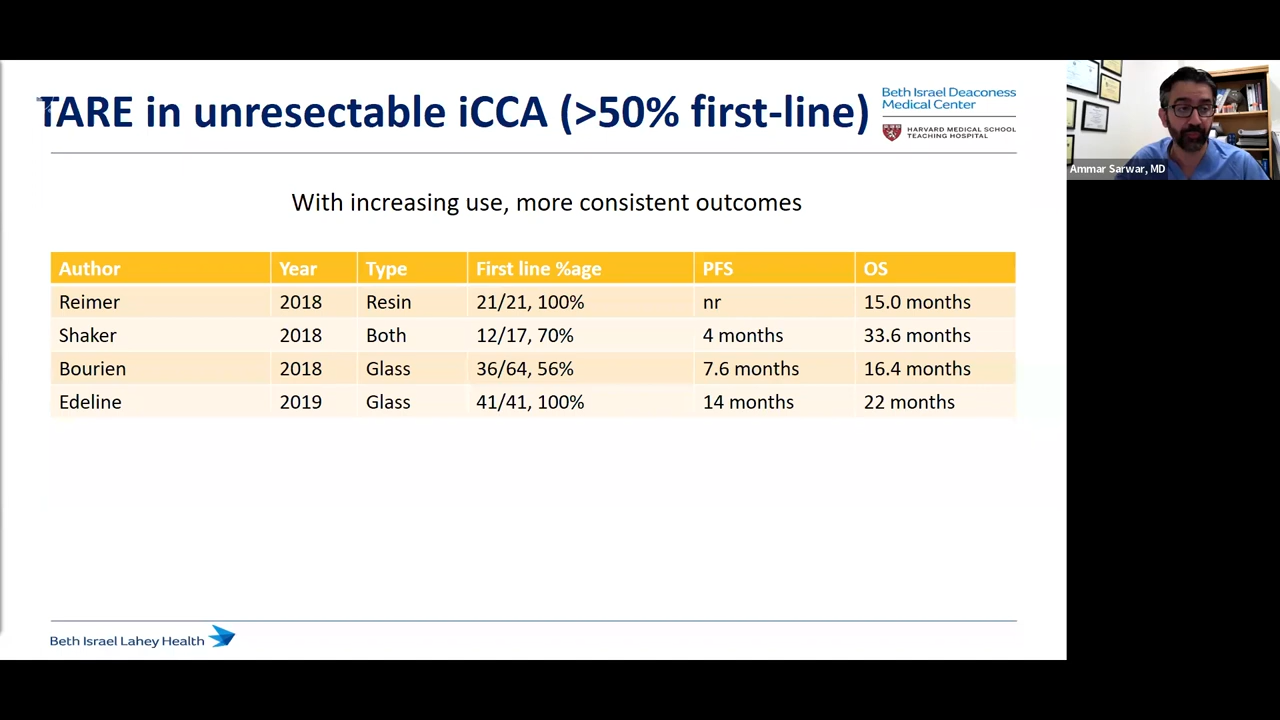 TARE in unresectable iCCA (>50% first-line)
Beth Israel Deaconess
Medical Center
HARVARD MEDICAL SCHOOL
TEACHING HOSPITAL
Ammar Sarwar, MD
With increasing use, more consistent outcomes
Author Year Type First line %age PFS OS
Reimer 2018 Resin 21/21, 100% nr 15.0 months
Shaker 2018 Both 12/17, 70% 4 months 33.6 months
Bourien 2018 Glass 36/64, 56% 7.6 months 16.4 months
Edeline 2019 Glass 41/41, 100% 14 months 22 months
Beth Israel Lahey Health